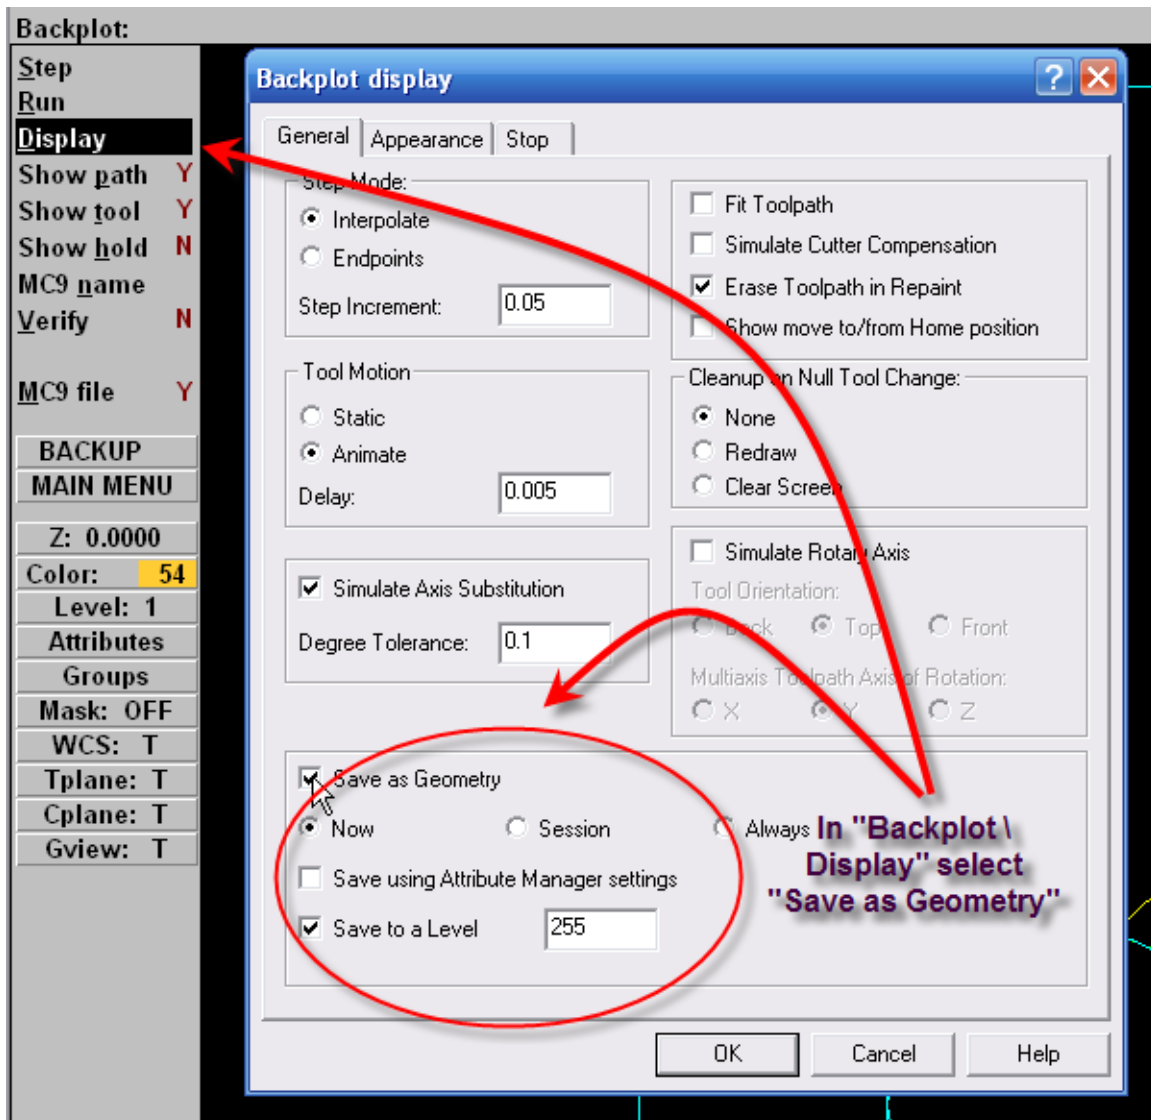 Backplot:
Step
Run
Display
Show path Y
Show tool Y
Show hold N
MC9 name
Verify N
MC9 file Y
BACKUP
MAIN MENU
Z: 0.0000
Color: 54
Level: 1
Attributes
Groups
Mask: OFF
WCS: T
Tplane: T
Cplane: T
Gview: T
Backplot display
General Appearance Stop
Step Mode:
Interpolate
Endpoints
Step Increment: 0.05
Fit Toolpath
Simulate Cutter Compensation
Erase Toolpath in Repaint
Show move to/from Home position
Tool Motion
Static
Animate
Delay: 0.005
Cleanup on Null Tool Change:
None
Redraw
Clear Screen
Simulate Axis Substitution
Degree Tolerance: 0.1
Simulate Rotary Axis
Tool Orientation:
Back Top Front
Multiaxis Toolpath Axis of Rotation:
X Y Z
Save as Geometry
Now Session Always
Save using Attribute Manager settings
Save to a Level 255
In "Backplot \
Display" select
"Save as Geometry"
OK Cancel Help